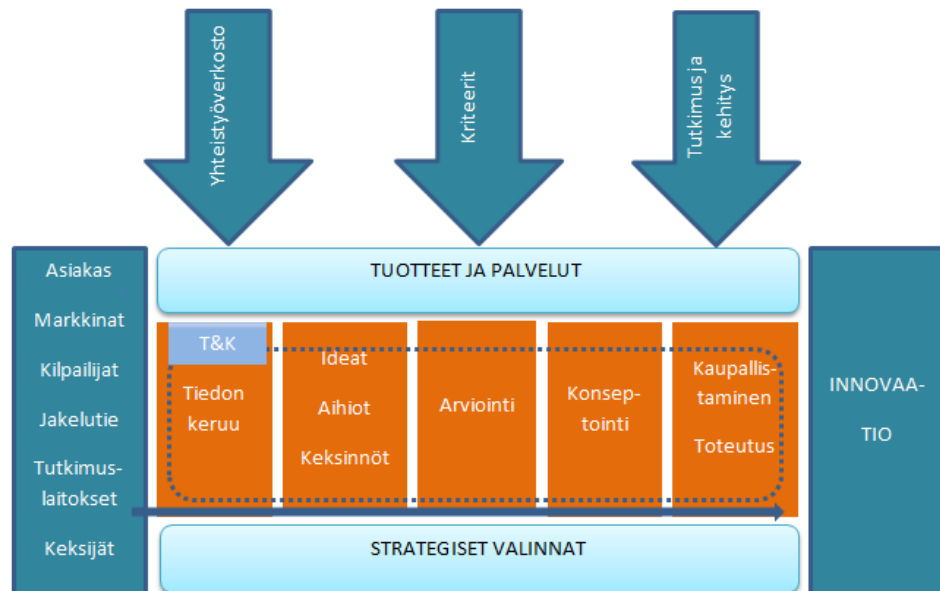 Yhteistyöverkosto
Kriteerit
Tutkimus ja
kehitys
Asiakas
Markkinat
Kilpailijat
Jakelutie
Tutkimus-
laitokset
Keksijät
TUOTTEET JA PALVELUT
T&K
Tiedon
keruu
Ideat
Aihiot
Keksinnöt
Arviointi
Konsep-
tointi
Kaupallis-
taminen
Toteutus
STRATEGISET VALINNAT
INNOVAA-
TIO